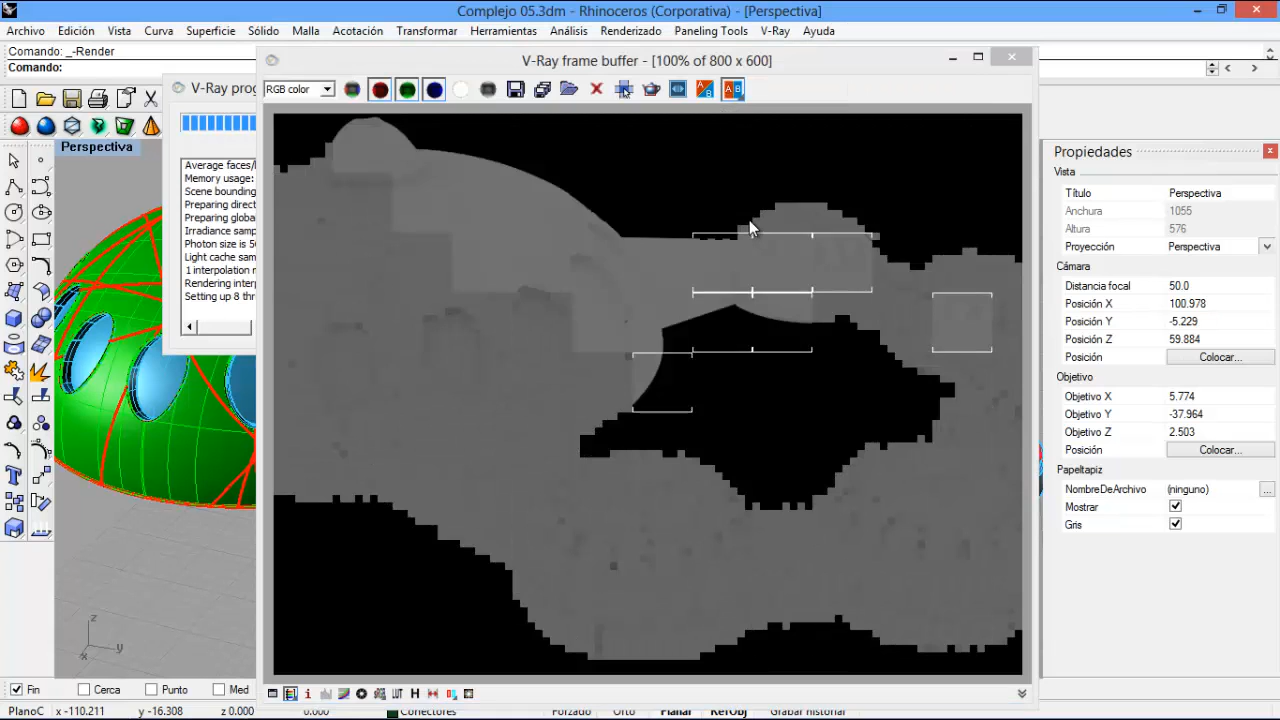 Complejo 05.3dm - Rhinoceros (Corporativa) - [Perspectiva]
Archivo Edición Vista Curva Superficie Sólido Malla Acotación Transformar Herramientas Análisis Renderizado Paneling Tools V-Ray Ayuda
Comando: _-Render
Comando:
V-Ray frame buffer - [100% of 800 x 600]
V-Ray prog
RGB color
Perspectiva
Average faces/
Memory usage:
Scene bounding
Preparing direct
Preparing global
Irradiance samp
Photon size is 50
Light cache sam
1 interpolation r
Rendering interp
Setting up 8 thr
z
y
x
Propiedades
Vista
Título Perspectiva
Anchura 1055
Altura 576
Proyección Perspectiva
Cámara
Distancia focal 50.0
Posición X 100.978
Posición Y -5.229
Posición Z 59.884
Posición Colocar...
Objetivo
Objetivo X 5.774
Objetivo Y -37.964
Objetivo Z 2.503
Posición Colocar...
Papeltapiz
NombreDeArchivo (ninguno) ...
Mostrar
Gris
LUT H
Fin Cerca Punto Med
PlanoC x -110.211 y -16.308 z 0.000 0.000 Conectores Forzado Orto Planar RefObj Grabar historial